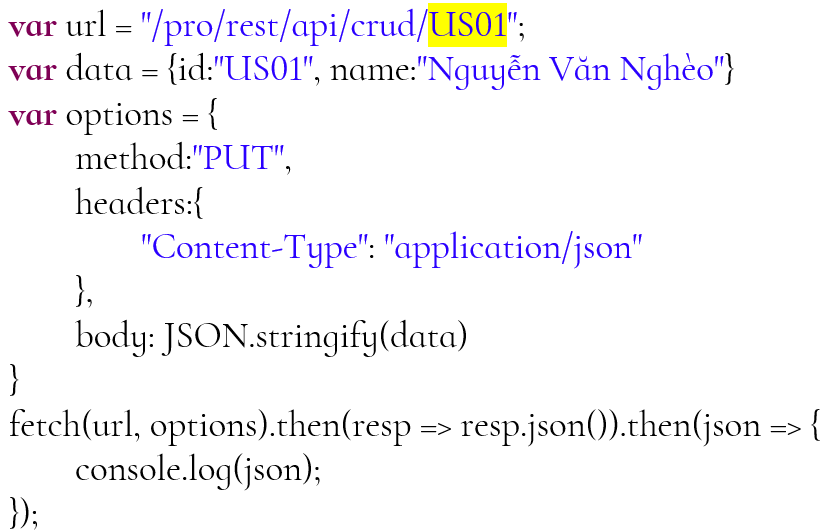 var url = "/pro/rest/api/crud/US01";
var data = {id:"US01", name:"Nguyễn Văn Nghèo"}
var options = {
method:"PUT",
headers:{
"Content-Type": "application/json"
},
body: JSON.stringify(data)
}
fetch(url, options).then(resp => resp.json()).then(json => {
console.log(json);
});